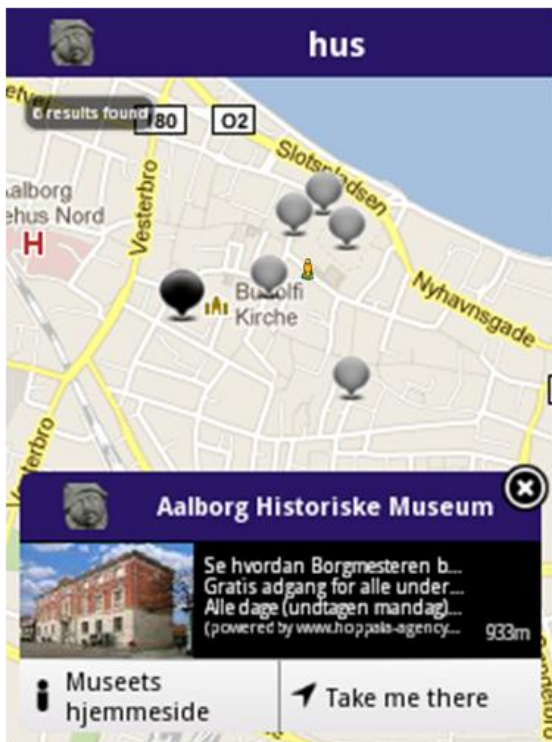 hus
6 results found
180
O2
Slotspladsen
Aalborg
Vesterbro
ehus Nord
H
Budolfi
Kirche
Nyhavnsgade
Vesterbro
Aalborg Historiske Museum
Se hvordan Borgmesteren b...
Gratis adgang for alle under...
Alle dage (undtagen mandag)...
(powered by www.hoppala-agency...
933m
Museets
hjemmeside
Take me there